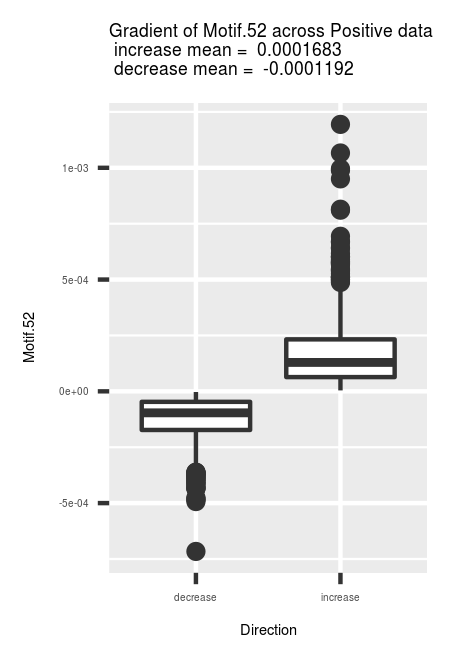 Gradient of Motif.52 across Positive data
increase mean =  0.0001683
decrease mean =  -0.0001192
1e-03
5e-04
0e+00
-5e-04
Motif.52
decrease
increase
Direction